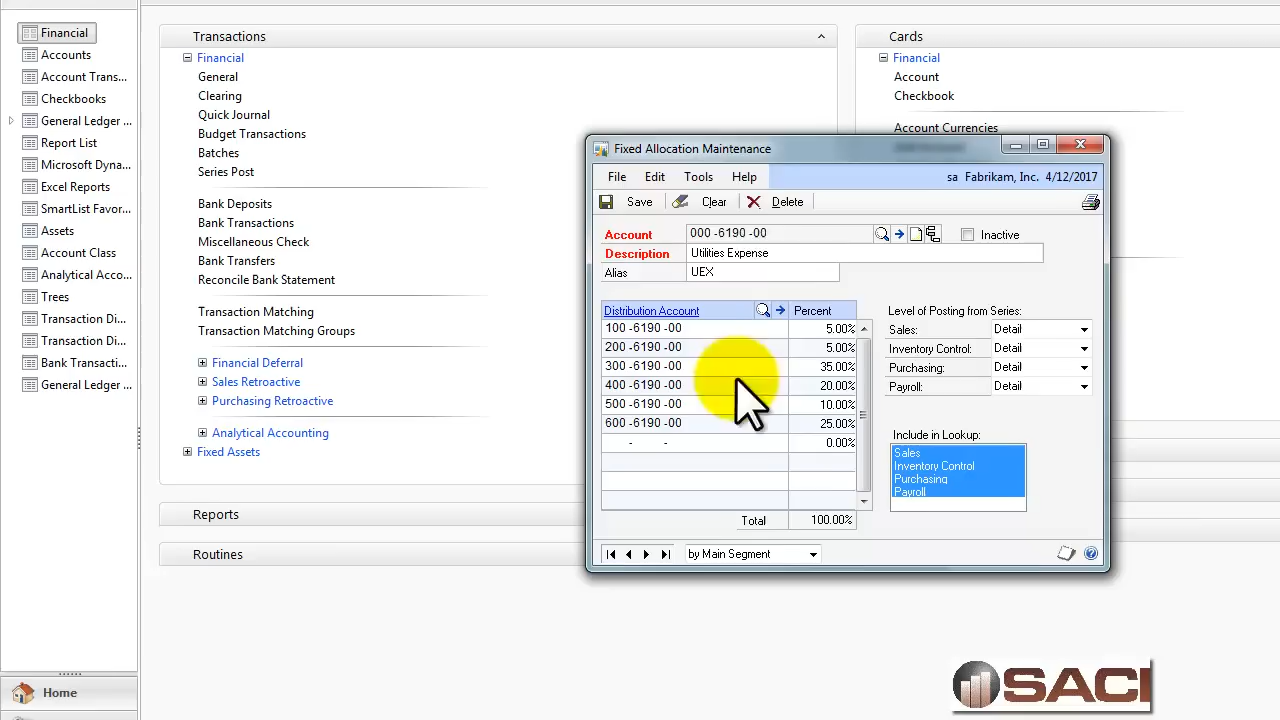 Financial
Accounts
Account Trans...
Checkbooks
General Ledger ...
Report List
Microsoft Dyna...
Excel Reports
SmartList Favor...
Assets
Account Class
Analytical Acco...
Trees
Transaction Di...
Transaction Di...
Bank Transacti...
General Ledger ...
Home
Transactions
Financial
General
Clearing
Quick Journal
Budget Transactions
Batches
Series Post
Bank Deposits
Bank Transactions
Miscellaneous Check
Bank Transfers
Reconcile Bank Statement
Transaction Matching
Transaction Matching Groups
Financial Deferral
Sales Retroactive
Purchasing Retroactive
Analytical Accounting
Fixed Assets
Reports
Routines
Cards
Financial
Account
Checkbook
Account Currencies
Fixed Allocation Maintenance
File Edit Tools Help sa Fabrikam, Inc. 4/12/2017
Save Clear Delete
Account 000 -6190 -00 Inactive
Description Utilities Expense
Alias UEX
Distribution Account Percent
100 -6190 -00 5.00%
200 -6190 -00 5.00%
300 -6190 -00 35.00%
400 -6190 -00 20.00%
500 -6190 -00 10.00%
600 -6190 -00 25.00%
- - 0.00%
Total 100.00%
Level of Posting from Series:
Sales: Detail
Inventory Control: Detail
Purchasing: Detail
Payroll: Detail
Include in Lookup:
Sales
Inventory Control
Purchasing
Payroll
by Main Segment
SACI